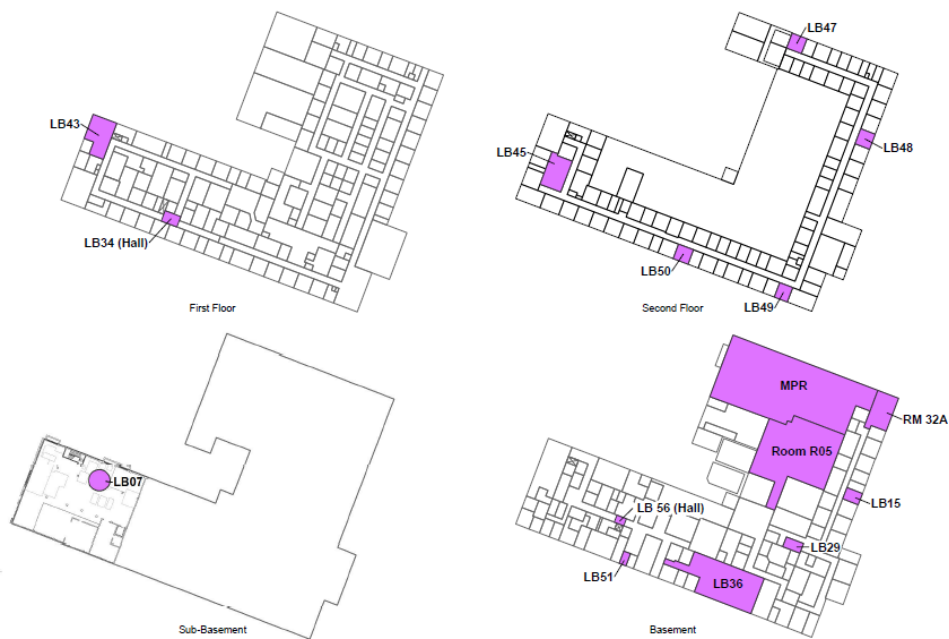 LB43
LB34 (Hall)
First Floor
LB47
LB48
LB45
LB50
LB49
Second Floor
LB07
Sub-Basement
MPR
RM 32A
Room R05
LB15
LB 56 (Hall)
LB29
LB51
LB36
Basement